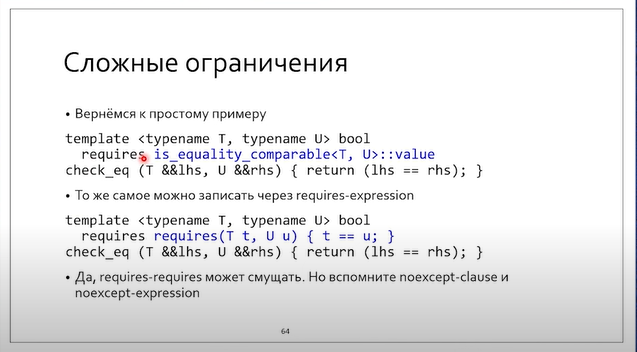 Сложные ограничения
• Вернёмся к простому примеру
template <typename T, typename U> bool
requires is_equality_comparable<T, U>::value
check_eq (T &&lhs, U &&rhs) { return (lhs == rhs); }
• То же самое можно записать через requires-expression
template <typename T, typename U> bool
requires requires(T t, U u) { t == u; }
check_eq (T &&lhs, U &&rhs) { return (lhs == rhs); }
• Да, requires-requires может смущать. Но вспомните noexcept-clause и
noexcept-expression
64